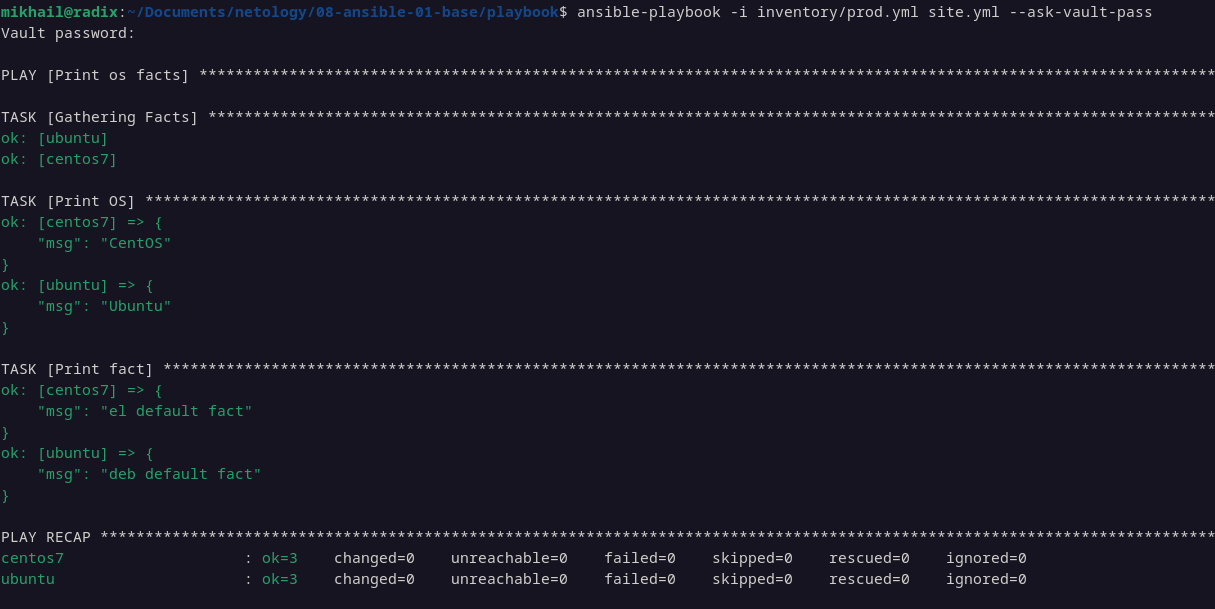 mikhail@radix:~/Documents/netology/08-ansible-01-base/playbook$ ansible-playbook -i inventory/prod.yml site.yml --ask-vault-pass
Vault password:
PLAY [Print os facts] *****************************************************************************************************************
TASK [Gathering Facts] ****************************************************************************************************************
ok: [ubuntu]
ok: [centos7]
TASK [Print OS] ***********************************************************************************************************************
ok: [centos7] => {
    "msg": "CentOS"
}
ok: [ubuntu] => {
    "msg": "Ubuntu"
}
TASK [Print fact] *********************************************************************************************************************
ok: [centos7] => {
    "msg": "el default fact"
}
ok: [ubuntu] => {
    "msg": "deb default fact"
}
PLAY RECAP ****************************************************************************************************************************
centos7                    : ok=3    changed=0    unreachable=0    failed=0    skipped=0    rescued=0    ignored=0
ubuntu                     : ok=3    changed=0    unreachable=0    failed=0    skipped=0    rescued=0    ignored=0